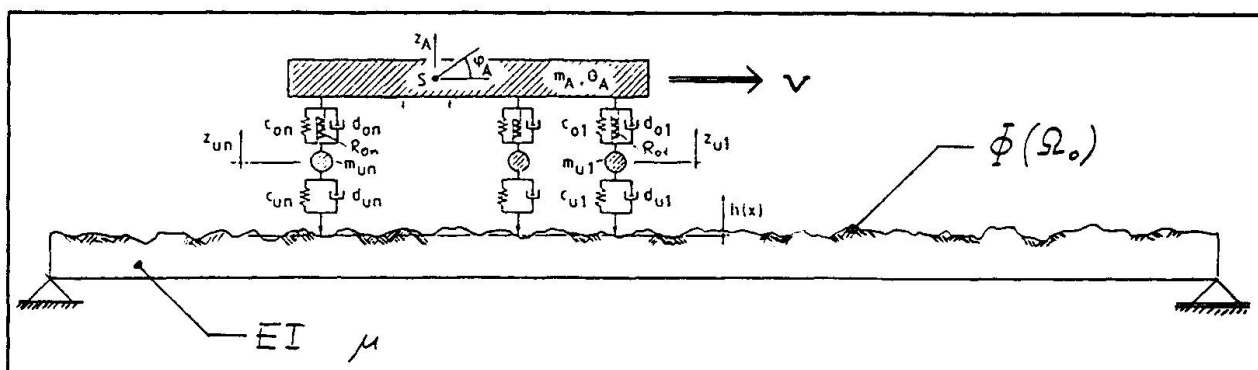 z_A
φ_A
S
m_A, Θ_A
v
c_on d_on
c_o1 d_o1
R_on
R_o1
z_un
m_un
m_u1
z_u1
Φ(Ω_o)
c_un d_un
c_u1 d_u1
h(x)
EI μ